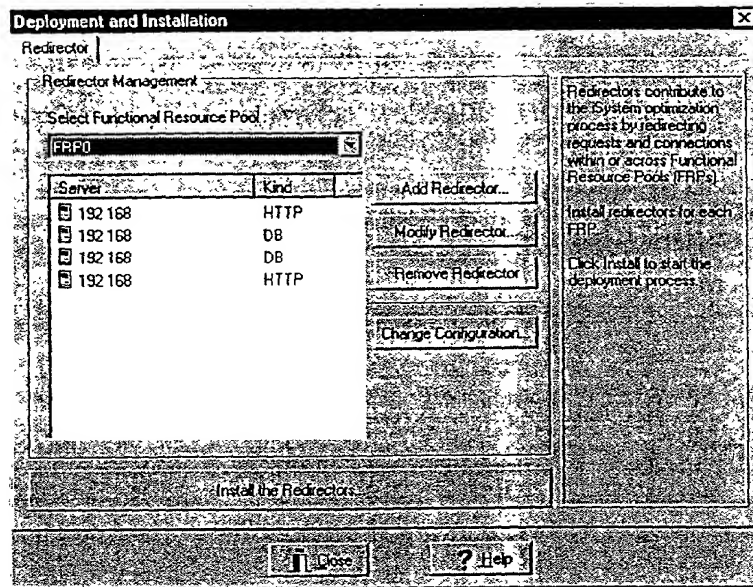 Deployment and Installation
Redirector
Redirector Management
Select Functional Resource Pool
FRP0
Server Kind
192 168 HTTP
192 168 DB
192 168 DB
192 168 HTTP
Add Redirector...
Modify Redirector...
Remove Redirector
Change Configuration...
Install the Redirectors...
Redirectors contribute to
the iSystem optimization
process by redirecting
requests and connections
within or across Functional
Resource Pools (FRPs).
Install redirectors for each
FRP.
Click Install to start the
deployment process.
Close
? Help